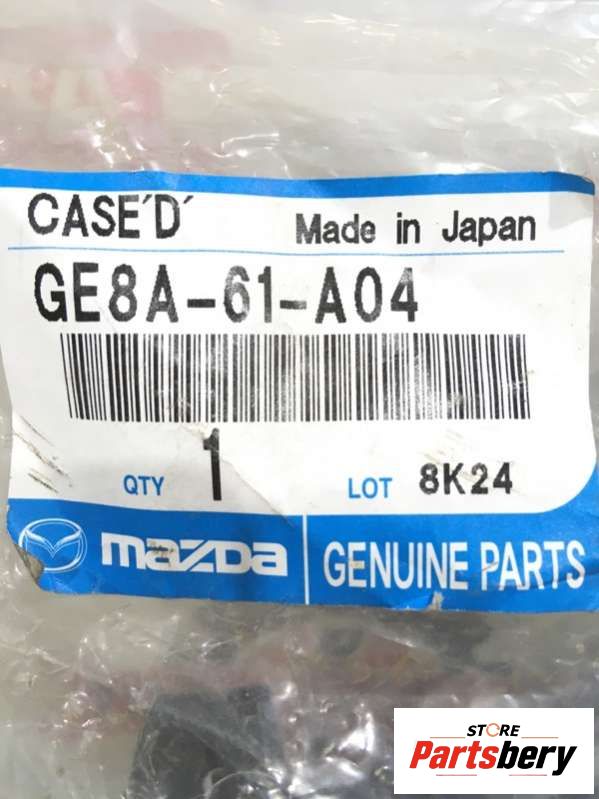 CASE'D'
Made in Japan
GE8A-61-A04
QTY 1 LOT 8K24
mazda GENUINE PARTS
STORE
Partsbery